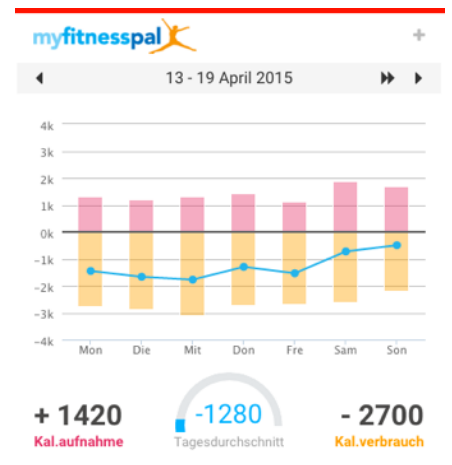 myfitnesspal
+
13 - 19 April 2015
4k
3k
2k
1k
0k
-1k
-2k
-3k
-4k
Mon Die Mit Don Fre Sam Son
+ 1420 -1280 - 2700
Kal.aufnahme Tagesdurchschnitt Kal.verbrauch